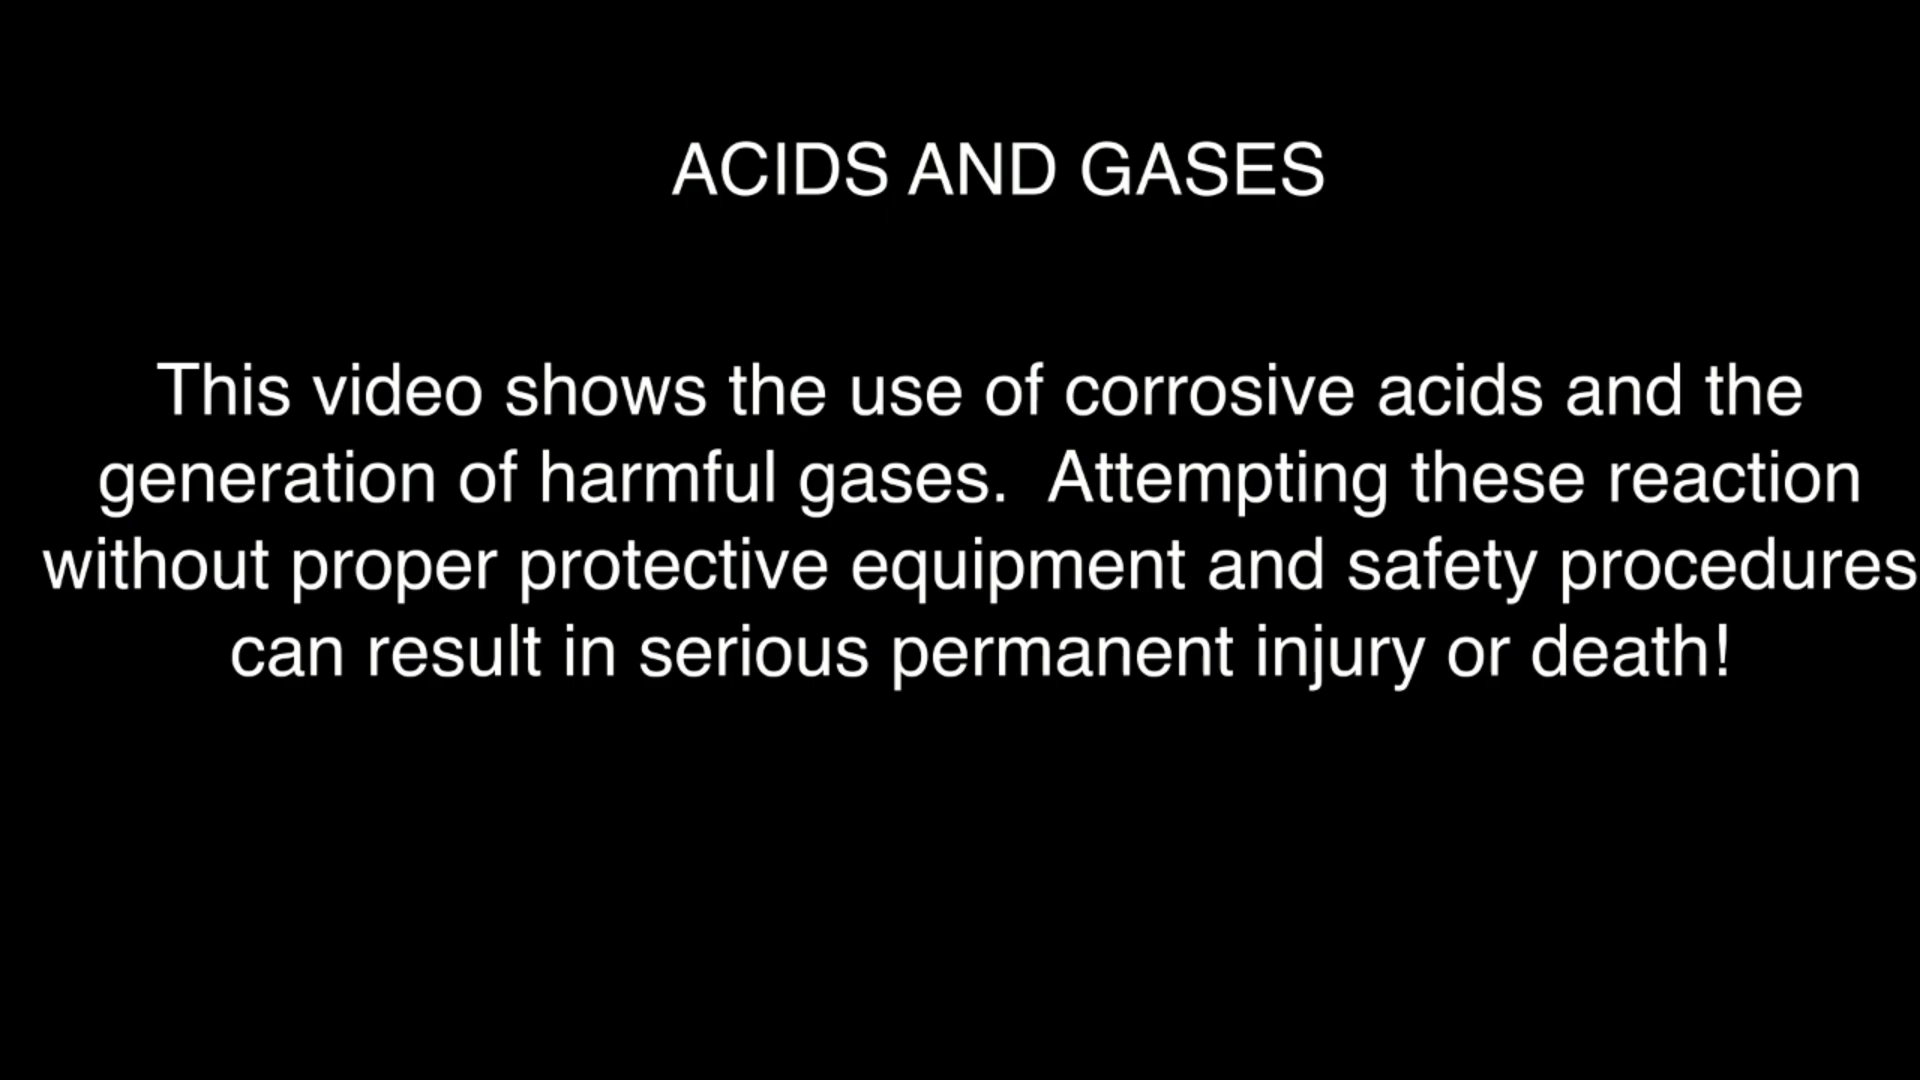 ACIDS AND GASES
This video shows the use of corrosive acids and the
generation of harmful gases.  Attempting these reaction
without proper protective equipment and safety procedures
can result in serious permanent injury or death!